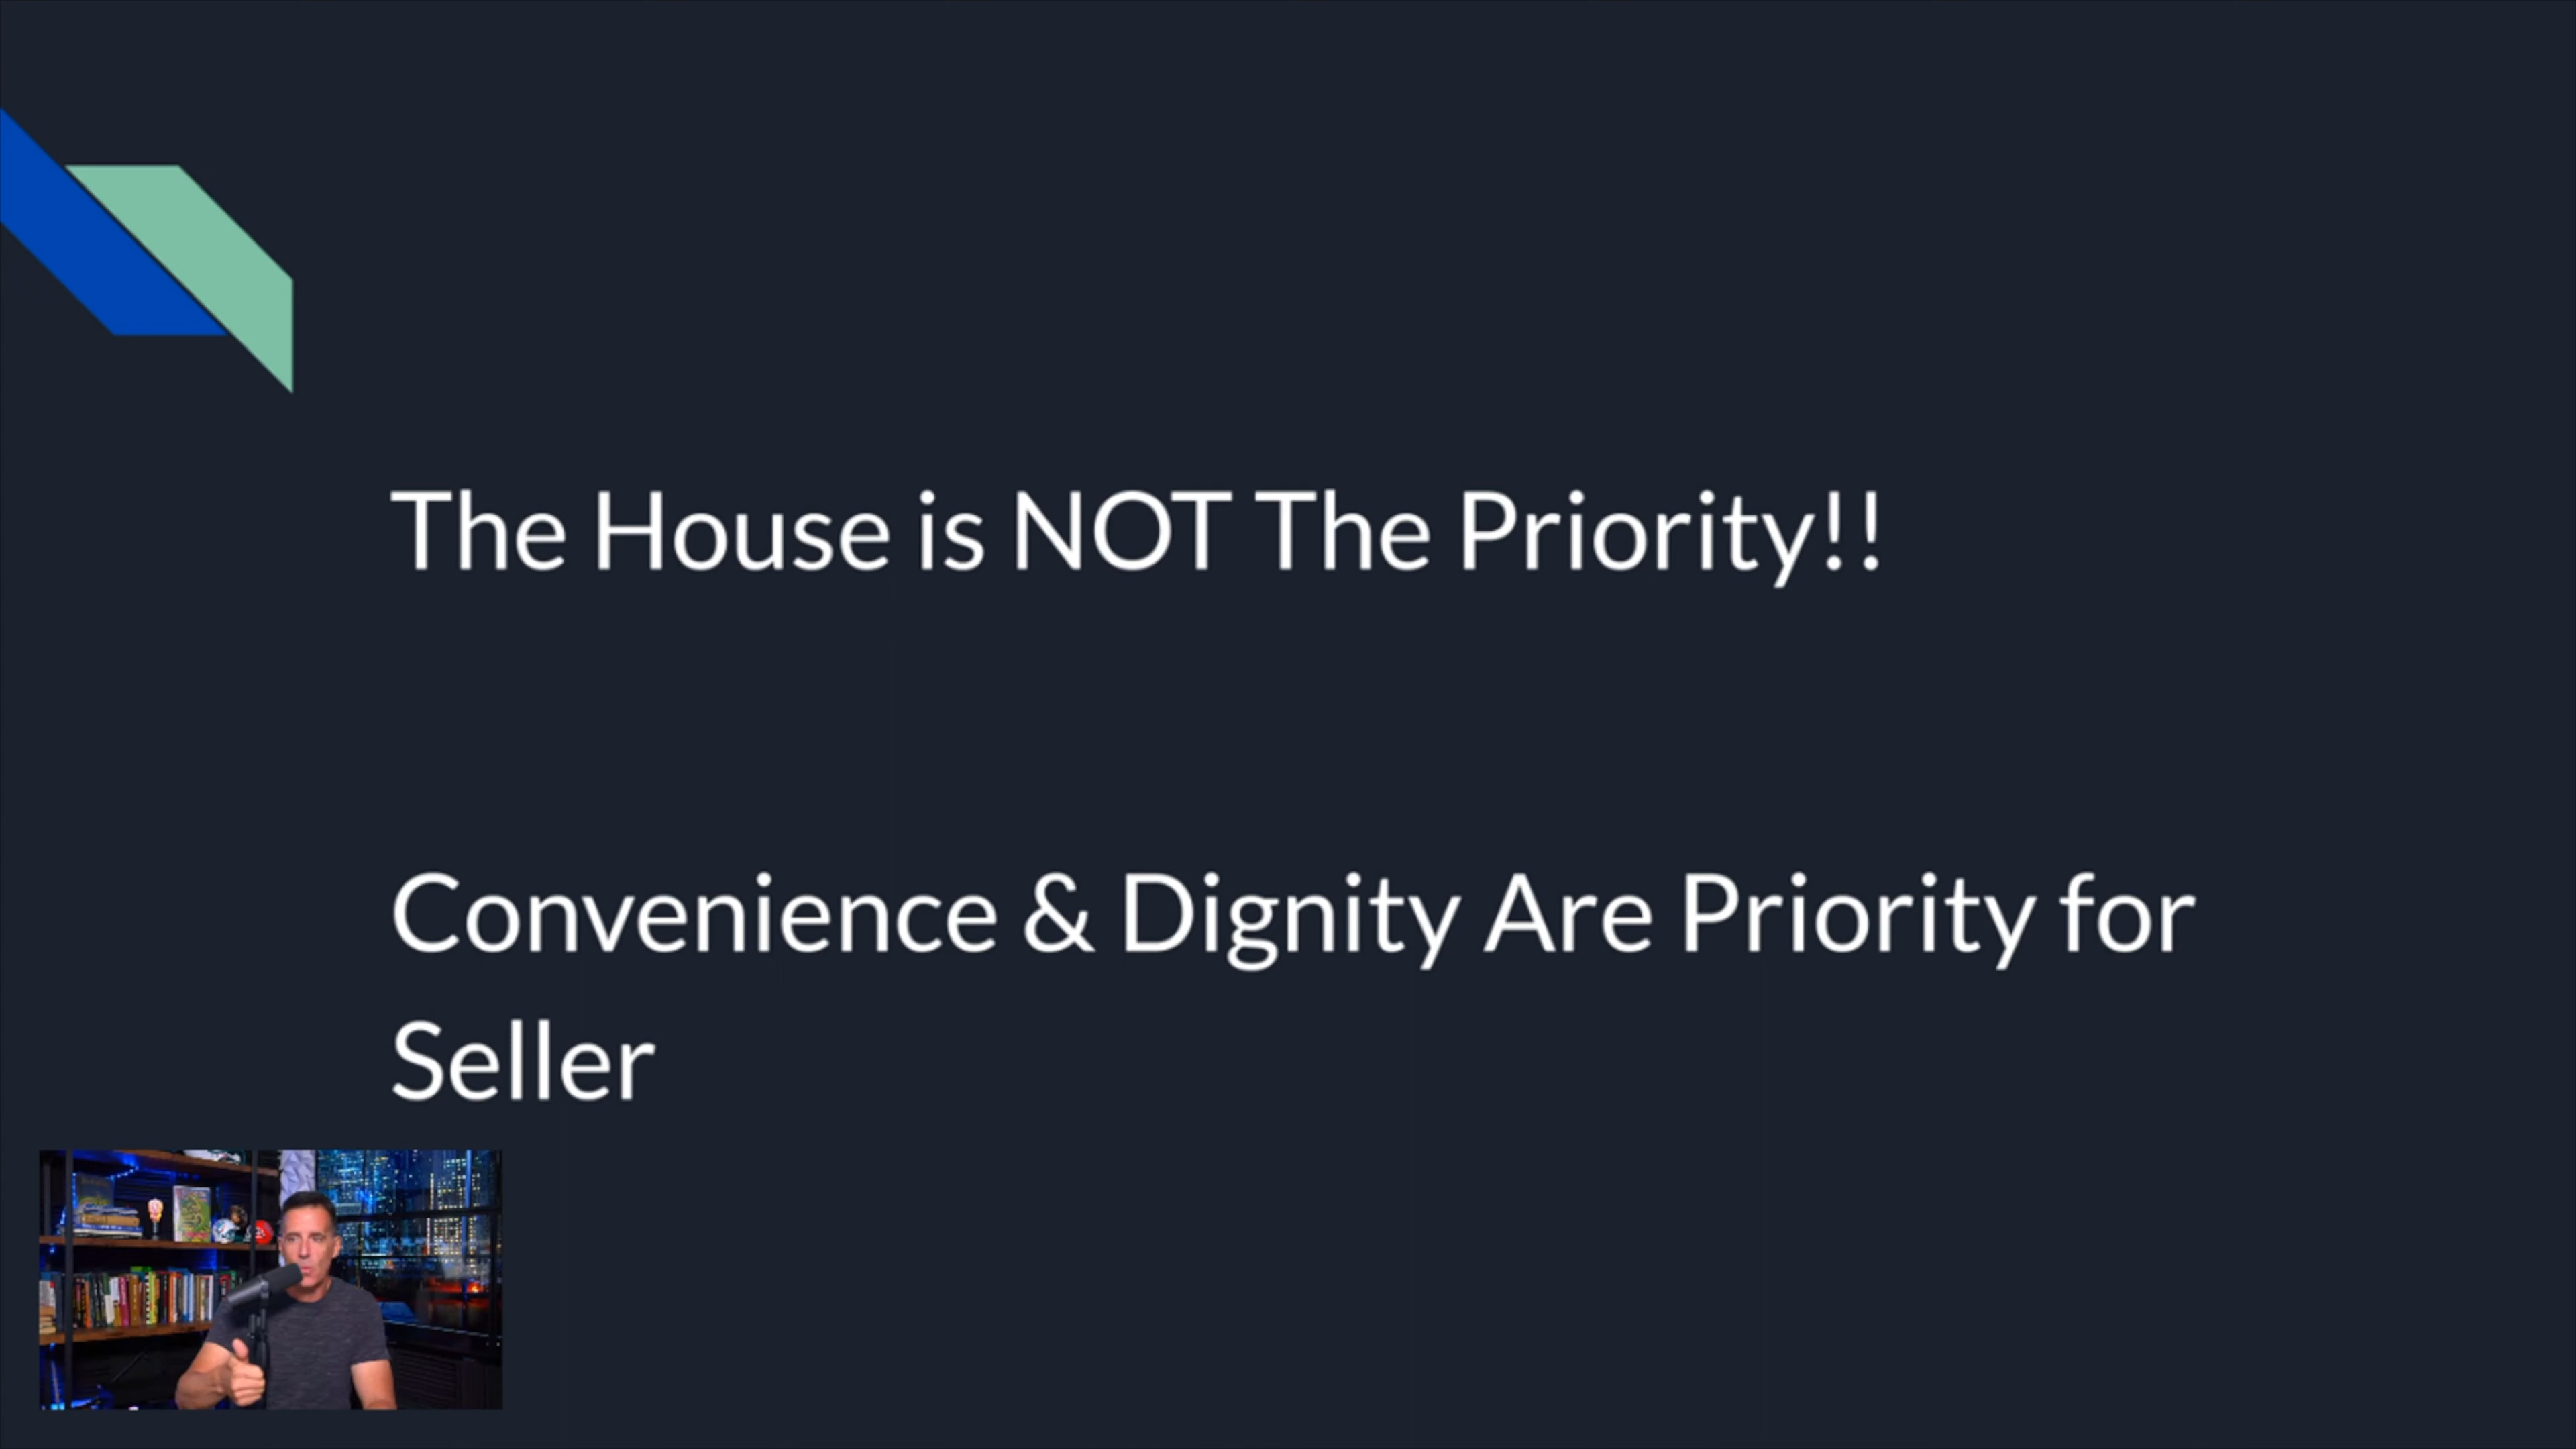 The House is NOT The Priority!!
Convenience & Dignity Are Priority for
Seller